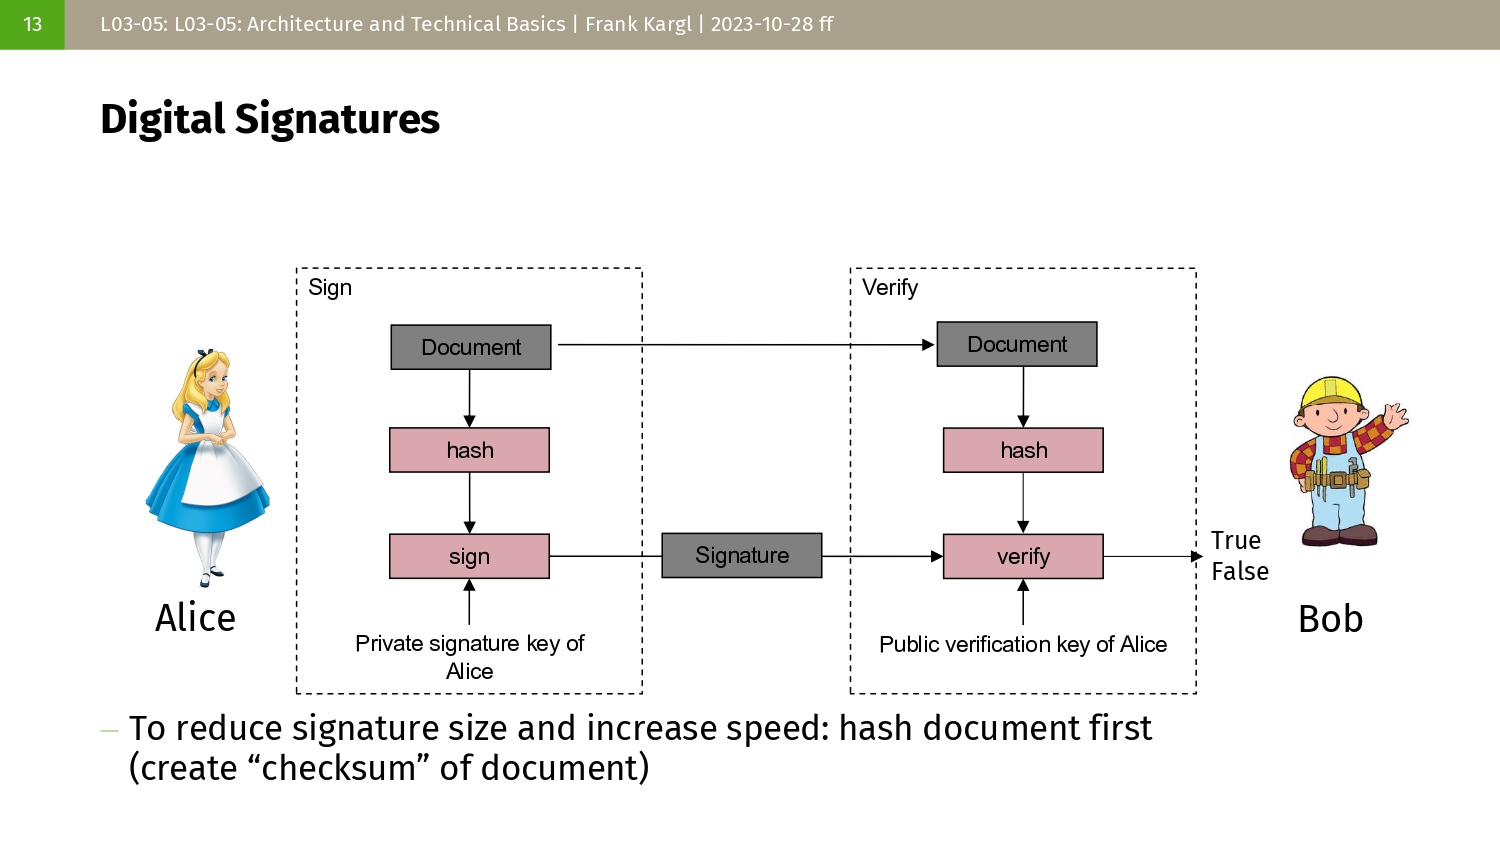 13
L03-05: L03-05: Architecture and Technical Basics | Frank Kargl | 2023-10-28 ff
Digital Signatures
Sign
Verify
Document
Document
hash
hash
sign
Signature
verify
True
False
Private signature key of
Alice
Public verification key of Alice
Alice
Bob
– To reduce signature size and increase speed: hash document first
(create “checksum” of document)